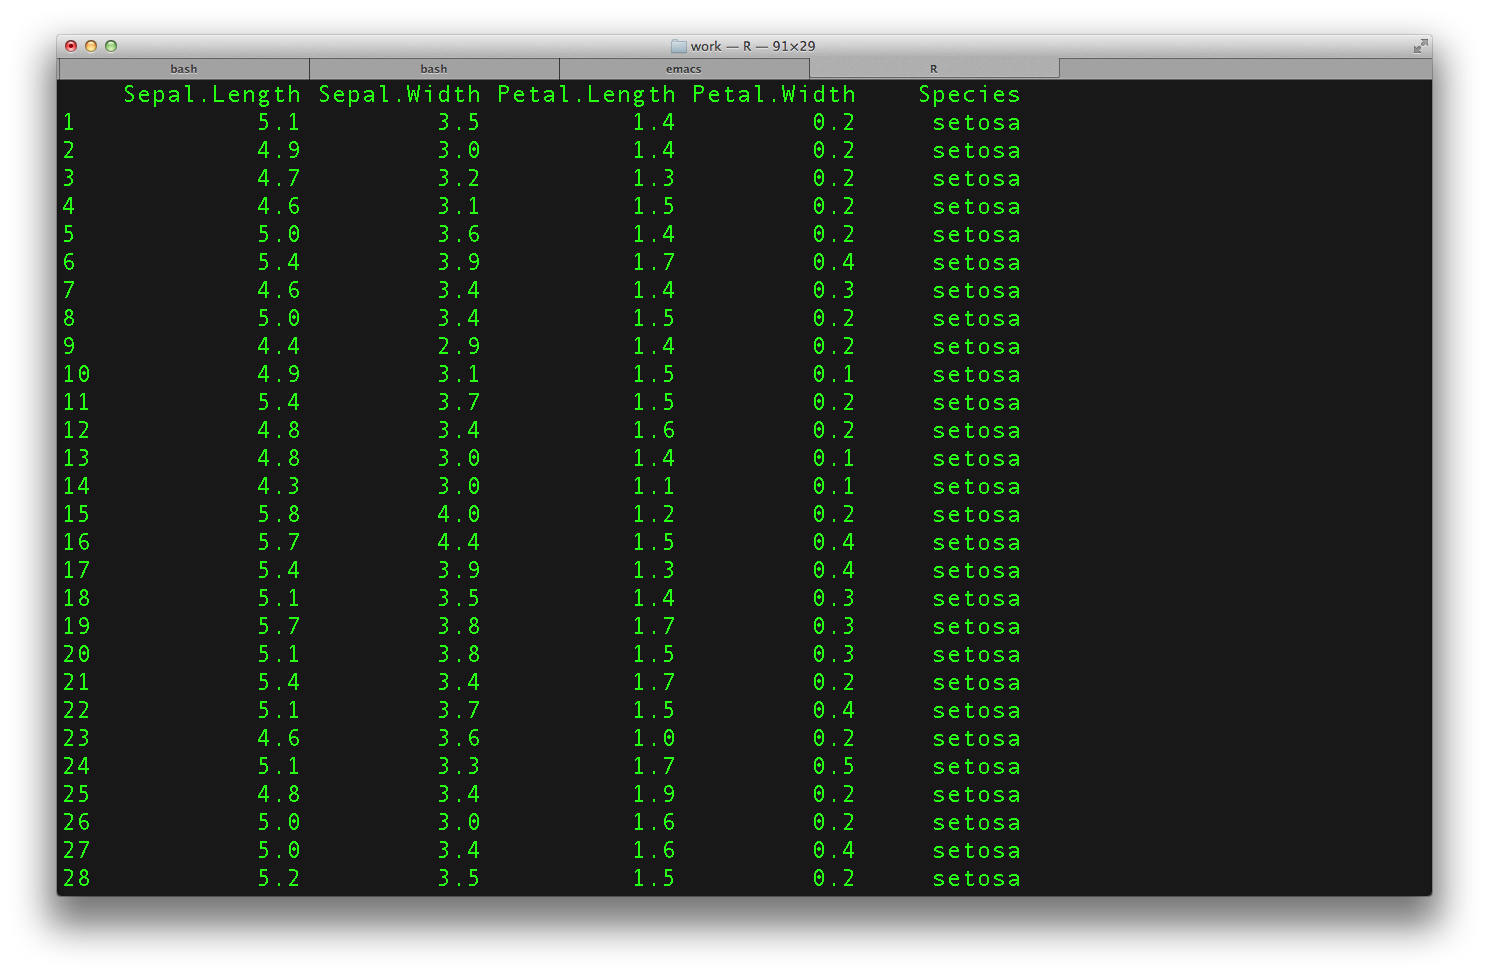 work — R — 91×29
bash bash emacs R
Sepal.Length Sepal.Width Petal.Length Petal.Width Species
1 5.1 3.5 1.4 0.2 setosa
2 4.9 3.0 1.4 0.2 setosa
3 4.7 3.2 1.3 0.2 setosa
4 4.6 3.1 1.5 0.2 setosa
5 5.0 3.6 1.4 0.2 setosa
6 5.4 3.9 1.7 0.4 setosa
7 4.6 3.4 1.4 0.3 setosa
8 5.0 3.4 1.5 0.2 setosa
9 4.4 2.9 1.4 0.2 setosa
10 4.9 3.1 1.5 0.1 setosa
11 5.4 3.7 1.5 0.2 setosa
12 4.8 3.4 1.6 0.2 setosa
13 4.8 3.0 1.4 0.1 setosa
14 4.3 3.0 1.1 0.1 setosa
15 5.8 4.0 1.2 0.2 setosa
16 5.7 4.4 1.5 0.4 setosa
17 5.4 3.9 1.3 0.4 setosa
18 5.1 3.5 1.4 0.3 setosa
19 5.7 3.8 1.7 0.3 setosa
20 5.1 3.8 1.5 0.3 setosa
21 5.4 3.4 1.7 0.2 setosa
22 5.1 3.7 1.5 0.4 setosa
23 4.6 3.6 1.0 0.2 setosa
24 5.1 3.3 1.7 0.5 setosa
25 4.8 3.4 1.9 0.2 setosa
26 5.0 3.0 1.6 0.2 setosa
27 5.0 3.4 1.6 0.4 setosa
28 5.2 3.5 1.5 0.2 setosa